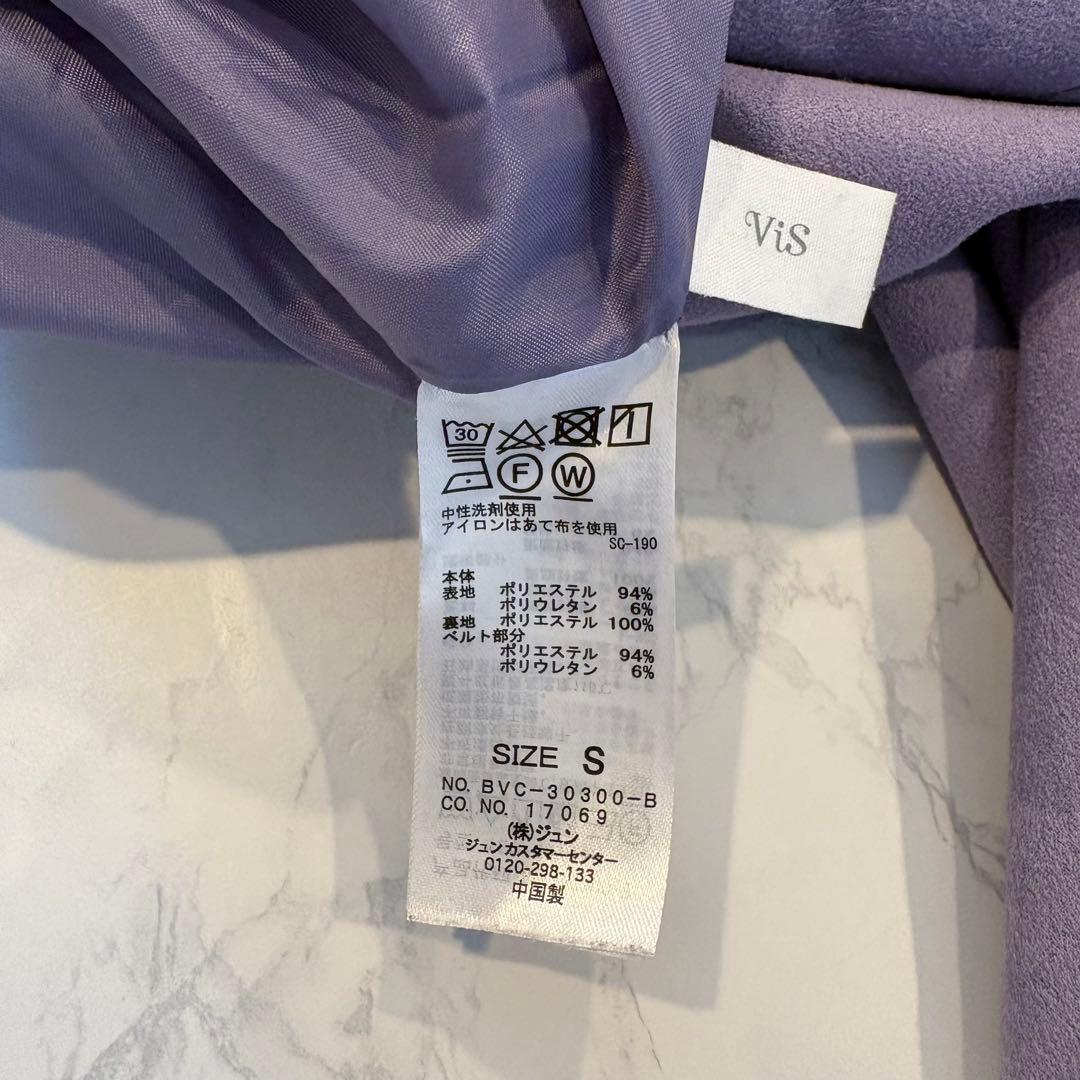 ViS
30
F W
中性洗剤使用
アイロンはあて布を使用
SC-190
本体
表地 ポリエステル 94%
ポリウレタン 6%
裏地 ポリエステル 100%
ベルト部分
ポリエステル 94%
ポリウレタン 6%
SIZE S
NO. BVC-30300-B
CO. NO. 17069
(株)ジュン
ジュンカスタマーセンター
0120-298-133
中国製